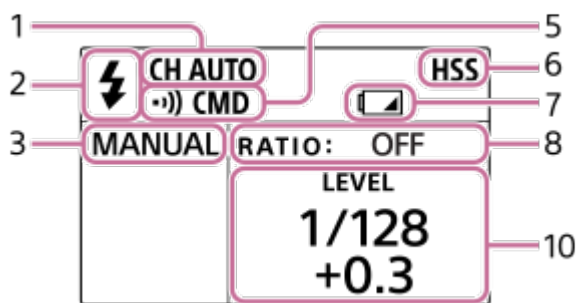 1
5
2
CH AUTO
HSS
6
•)) CMD
7
3
MANUAL
RATIO: OFF
8
LEVEL
1/128
+0.3
10